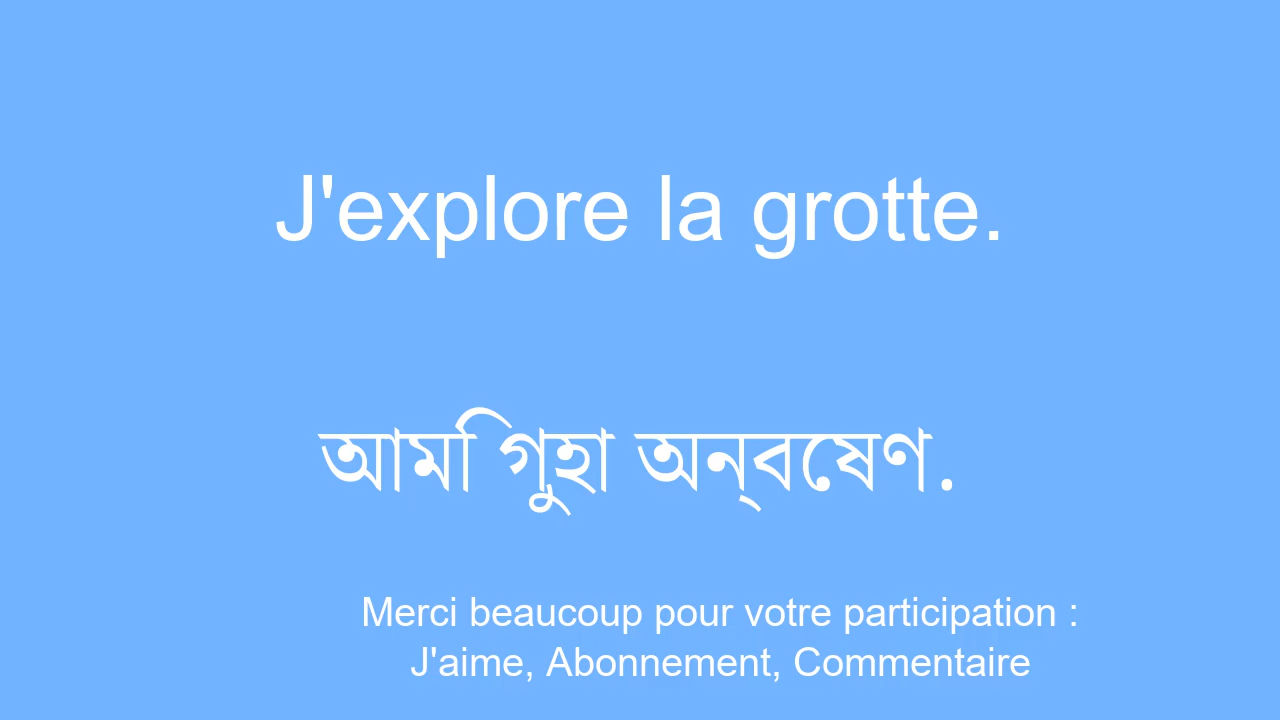 J'explore la grotte.
আমি গুহা অন্বেষণ.
Merci beaucoup pour votre participation :
J'aime, Abonnement, Commentaire